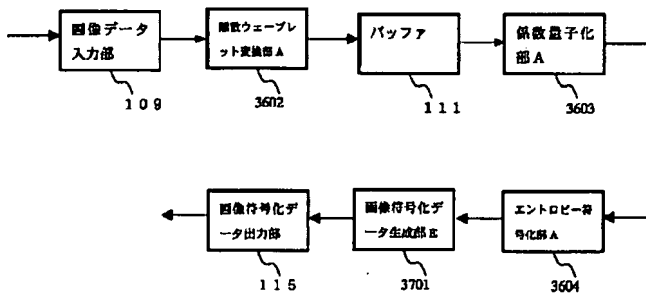 画像データ
入力部
離散ウェーブレ
ット変換部A
バッファ
係数量子化
部A
109
3602
111
3603
画像符号化デ
ータ出力部
画像符号化デ
ータ生成部E
エントロピー符
号化部A
115
3701
3604